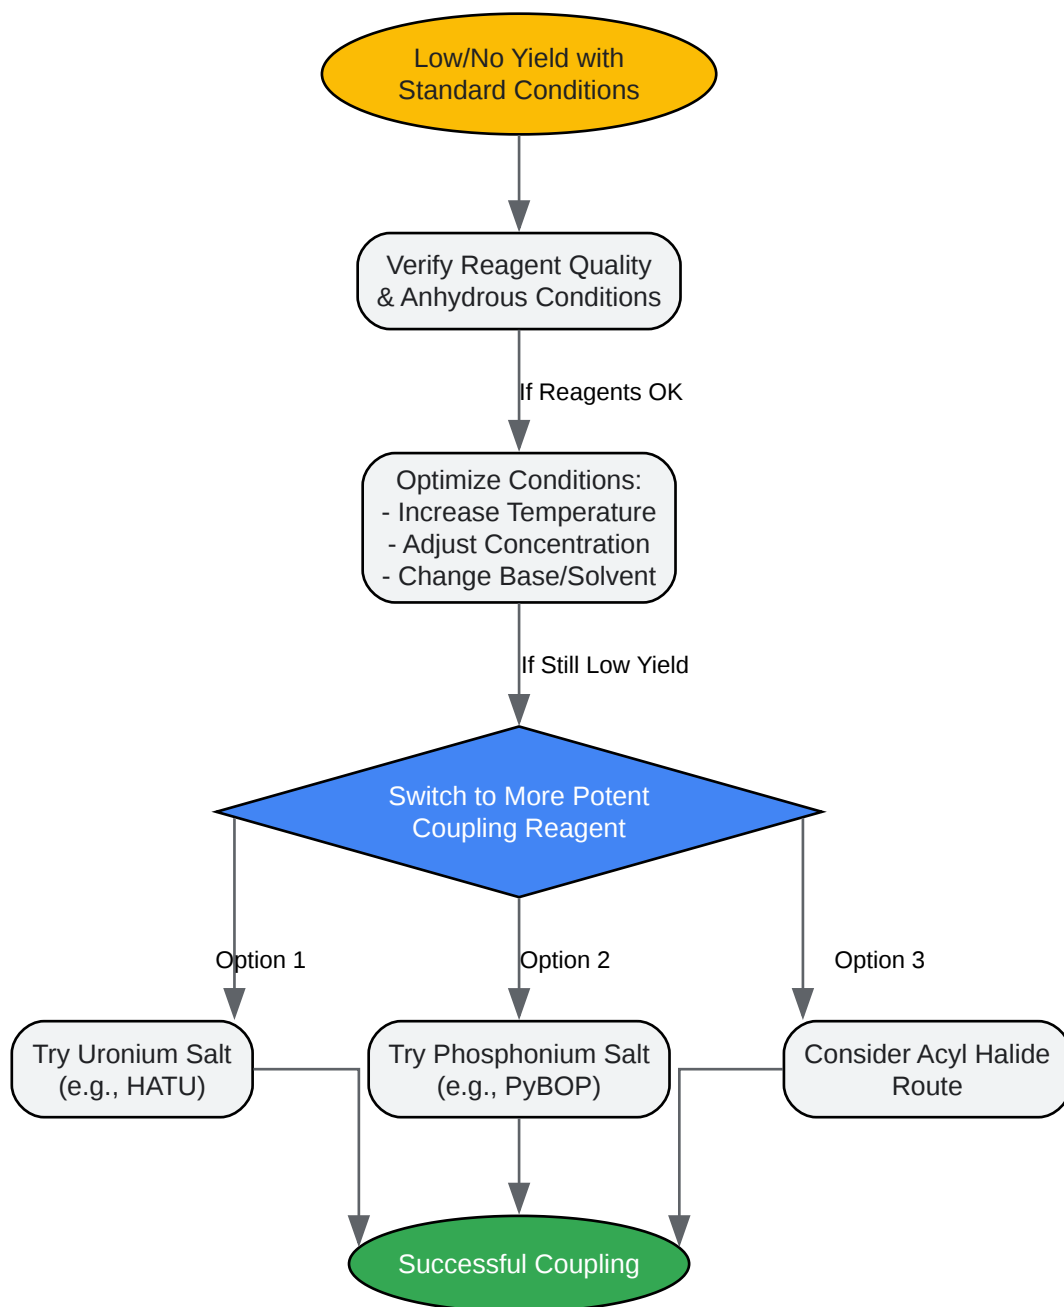 Low/No Yield with
Standard Conditions
Verify Reagent Quality
& Anhydrous Conditions
If Reagents OK
Optimize Conditions:
- Increase Temperature
- Adjust Concentration
- Change Base/Solvent
If Still Low Yield
Switch to More Potent
Coupling Reagent
Option 1
Option 2
Option 3
Try Uronium Salt
(e.g., HATU)
Try Phosphonium Salt
(e.g., PyBOP)
Consider Acyl Halide
Route
Successful Coupling